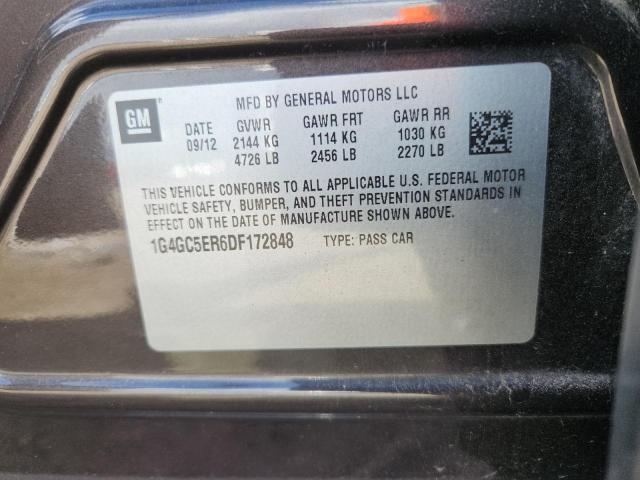 GM
MFD BY GENERAL MOTORS LLC
DATE GVWR GAWR FRT GAWR RR
09/12 2144 KG 1114 KG 1030 KG
4726 LB 2456 LB 2270 LB
THIS VEHICLE CONFORMS TO ALL APPLICABLE U.S. FEDERAL MOTOR
VEHICLE SAFETY, BUMPER, AND THEFT PREVENTION STANDARDS IN
EFFECT ON THE DATE OF MANUFACTURE SHOWN ABOVE.
1G4GC5ER6DF172848 TYPE: PASS CAR